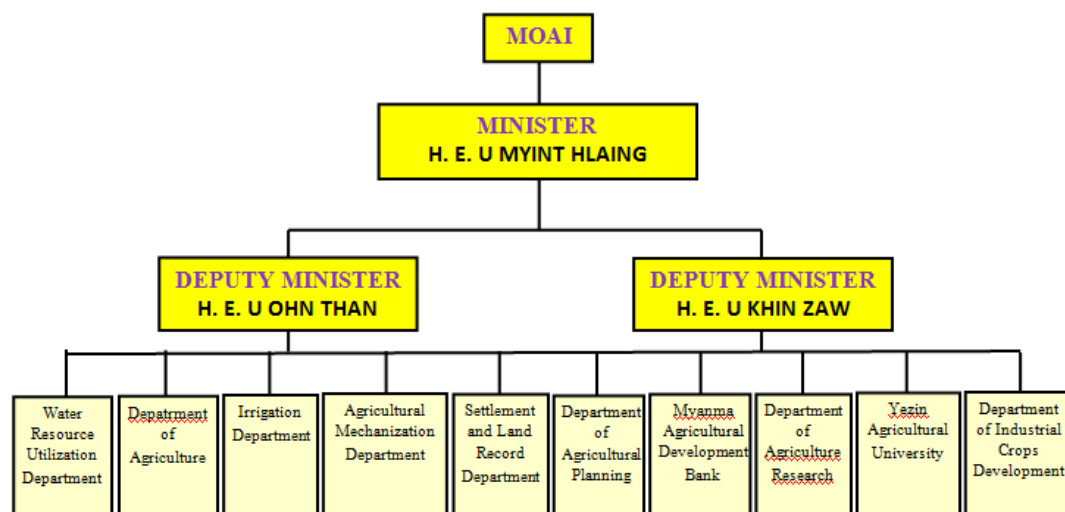 MOAI
MINISTER
H. E. U MYINT HLAING
DEPUTY MINISTER
H. E. U OHN THAN
DEPUTY MINISTER
H. E. U KHIN ZAW
Water
Resource
Utilization
Department
Depatrment
of
Agriculture
Irrigation
Department
Agricultural
Mechanization
Department
Settlement
and Land
Record
Department
Department
of
Agricultural
Planning
Myanma
Agricultural
Development
Bank
Department
of
Agriculture
Research
Yezin
Agricultural
University
Department
of Industrial
Crops
Development